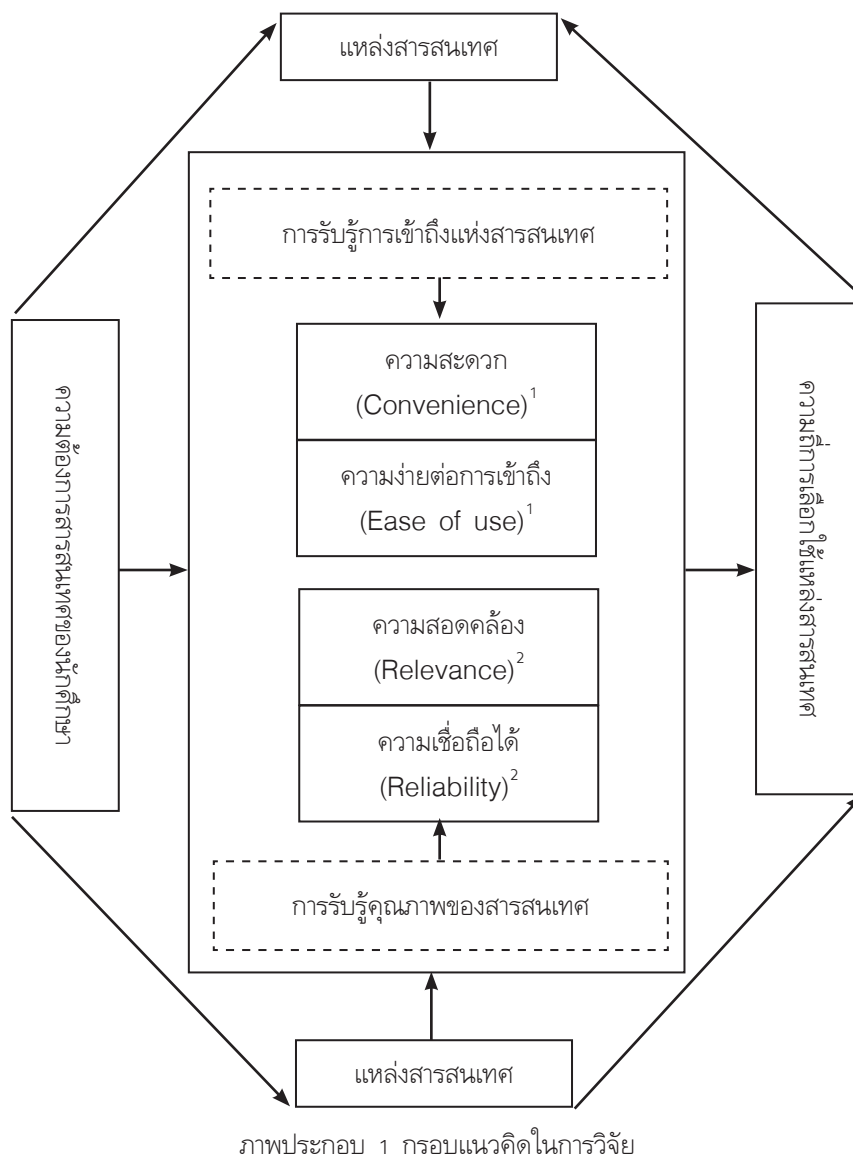 แหล่งสารสนเทศ
การรับรู้การเข้าถึงแห่งสารสนเทศ
ความสะดวก
(Convenience)1
ความง่ายต่อการเข้าถึง
(Ease of use)1
ความต้องการสารสนเทศของนักศึกษา
ความถี่การเลือกใช้แหล่งสารสนเทศ
ความสอดคล้อง
(Relevance)2
ความเชื่อถือได้
(Reliability)2
การรับรู้คุณภาพของสารสนเทศ
แหล่งสารสนเทศ
ภาพประกอบ 1 กรอบแนวคิดในการวิจัย